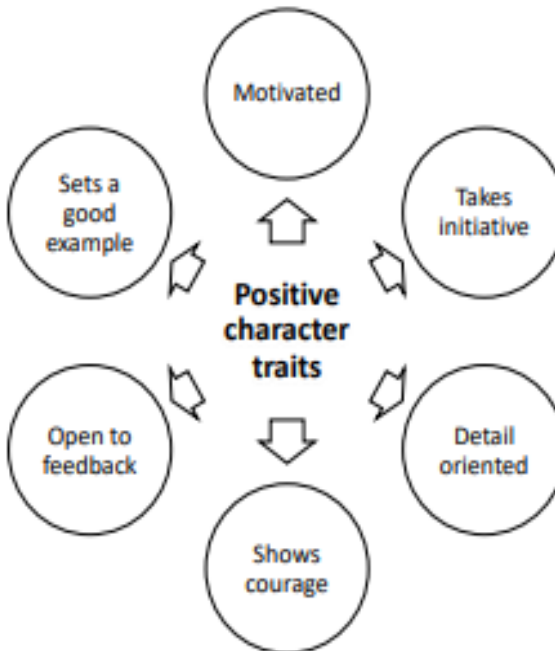 Motivated
Sets a
good
example
Takes
initiative
Positive
character
traits
Open to
feedback
Detail
oriented
Shows
courage